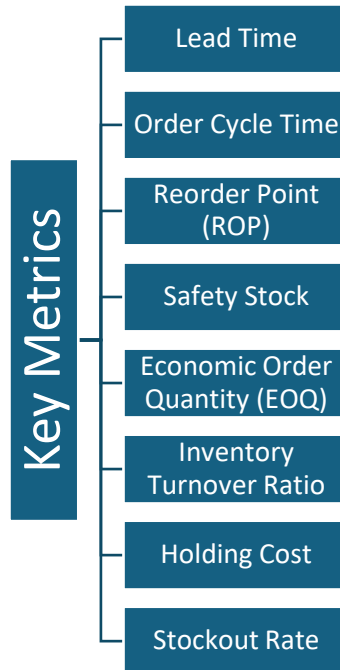 Key Metrics
Lead Time
Order Cycle Time
Reorder Point
(ROP)
Safety Stock
Economic Order
Quantity (EOQ)
Inventory
Turnover Ratio
Holding Cost
Stockout Rate